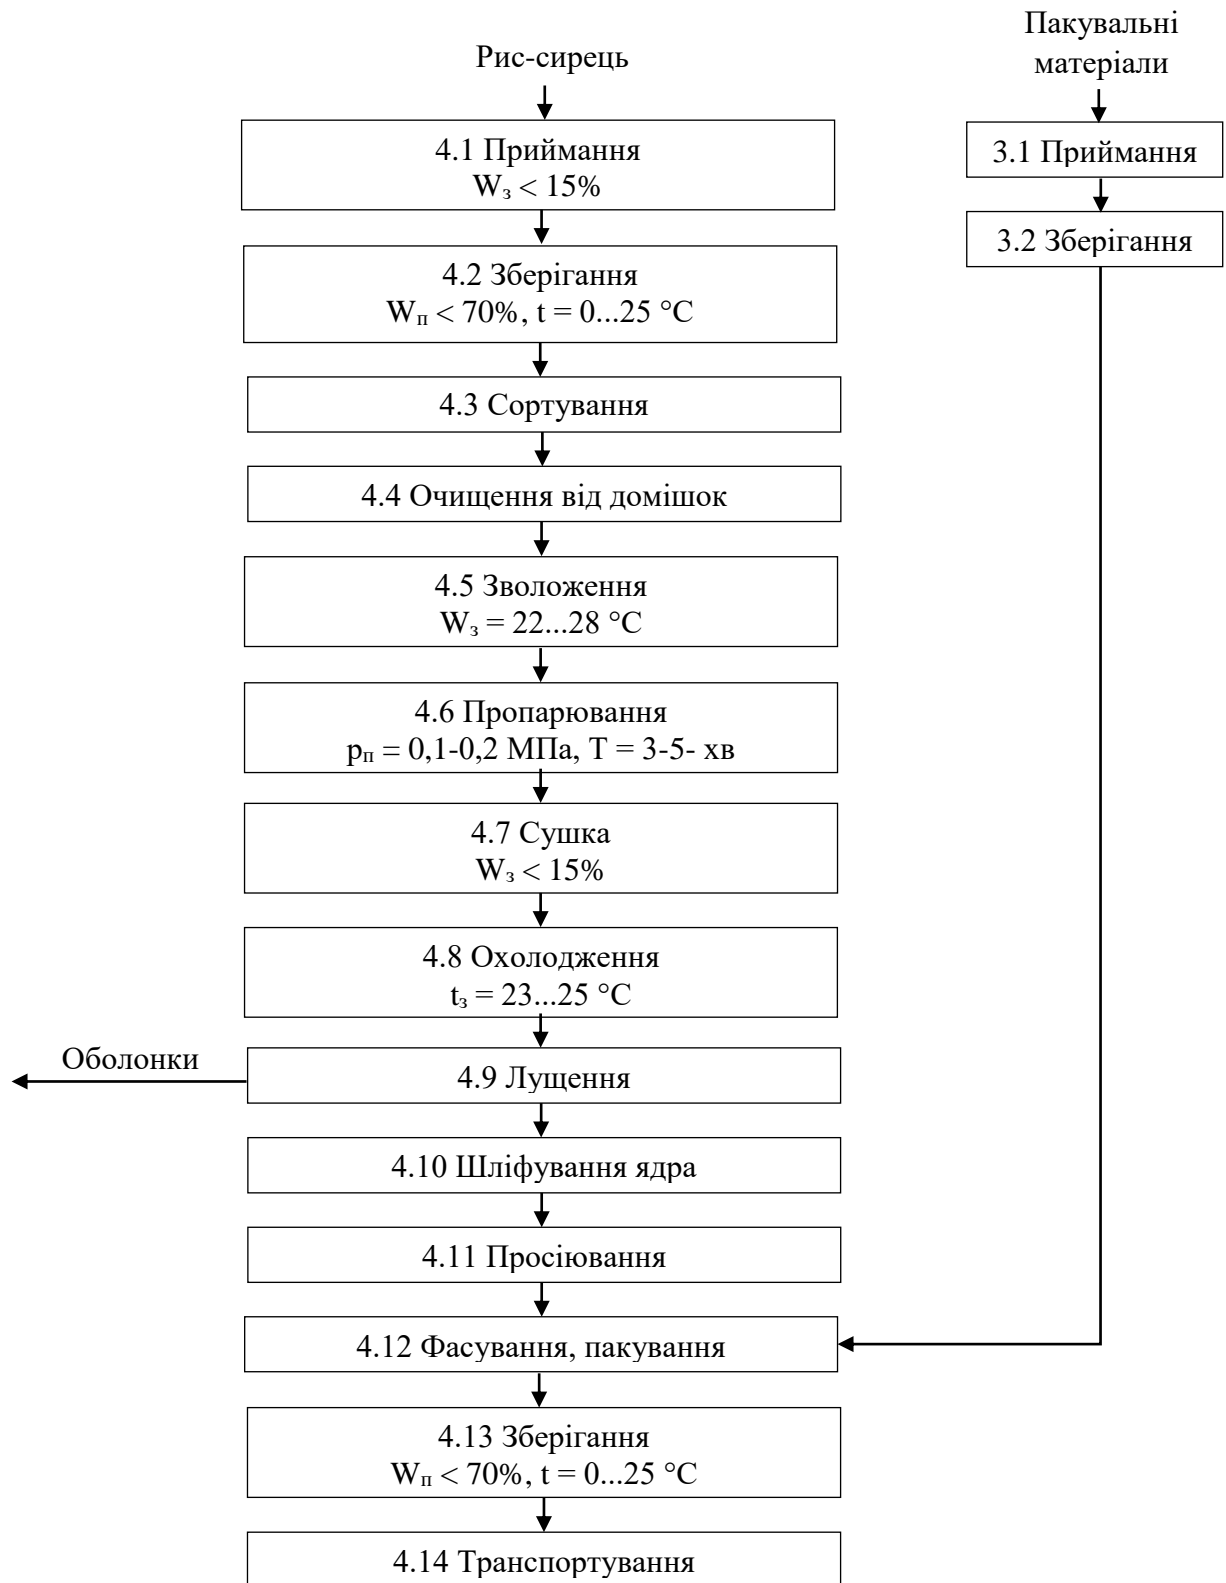 Рис-сирець
4.1 Приймання
Wз < 15%
4.2 Зберігання
Wп < 70%, t = 0...25 °C
4.3 Сортування
4.4 Очищення від домішок
4.5 Зволоження
Wз = 22...28 °C
4.6 Пропарювання
pп = 0,1-0,2 МПа, T = 3-5- хв
4.7 Сушка
Wз < 15%
4.8 Охолодження
tз = 23...25 °C
Оболонки
4.9 Лущення
4.10 Шліфування ядра
4.11 Просіювання
4.12 Фасування, пакування
4.13 Зберігання
Wп < 70%, t = 0...25 °C
4.14 Транспортування
Пакувальні
матеріали
3.1 Приймання
3.2 Зберігання